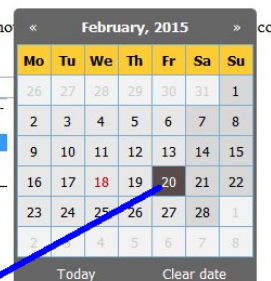 no
« February, 2015 » co
Mo Tu We Th Fr Sa Su
26 27 28 29 30 31 1
2 3 4 5 6 7 8
9 10 11 12 13 14 15
16 17 18 19 20 21 22
23 24 25 26 27 28 1
2 3 4 5 6 7 8
Today Clear date